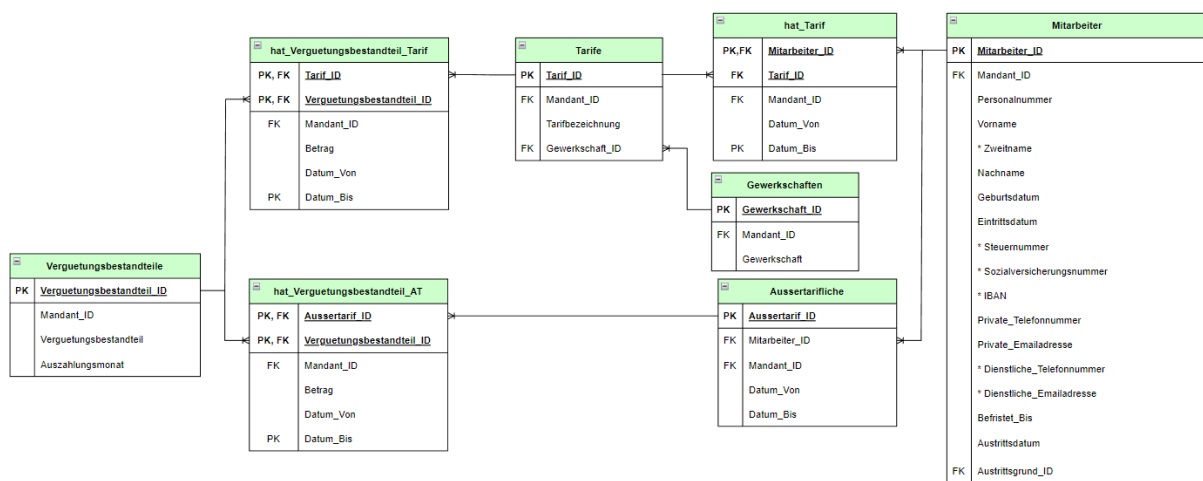 hat_Verguetungsbestandteil_Tarif
PK, FK Tarif_ID
PK, FK Verguetungsbestandteil_ID
FK Mandant_ID
Betrag
Datum_Von
PK Datum_Bis
Tarife
PK Tarif_ID
FK Mandant_ID
Tarifbezeichnung
FK Gewerkschaft_ID
hat_Tarif
PK,FK Mitarbeiter_ID
FK Tarif_ID
FK Mandant_ID
Datum_Von
PK Datum_Bis
Mitarbeiter
PK Mitarbeiter_ID
FK Mandant_ID
Personalnummer
Vorname
* Zweitname
Nachname
Geburtsdatum
Eintrittsdatum
* Steuernummer
* Sozialversicherungsnummer
* IBAN
Private_Telefonnummer
Private_Emailadresse
* Dienstliche_Telefonnummer
* Dienstliche_Emailadresse
Befristet_Bis
Austrittsdatum
FK Austrittsgrund_ID
Gewerkschaften
PK Gewerkschaft_ID
FK Mandant_ID
Gewerkschaft
Verguetungsbestandteile
PK Verguetungsbestandteil_ID
Mandant_ID
Verguetungsbestandteil
Auszahlungsmonat
hat_Verguetungsbestandteil_AT
PK, FK Aussertarif_ID
PK, FK Verguetungsbestandteil_ID
FK Mandant_ID
Betrag
Datum_Von
PK Datum_Bis
Aussertarifliche
PK Aussertarif_ID
FK Mitarbeiter_ID
FK Mandant_ID
Datum_Von
Datum_Bis